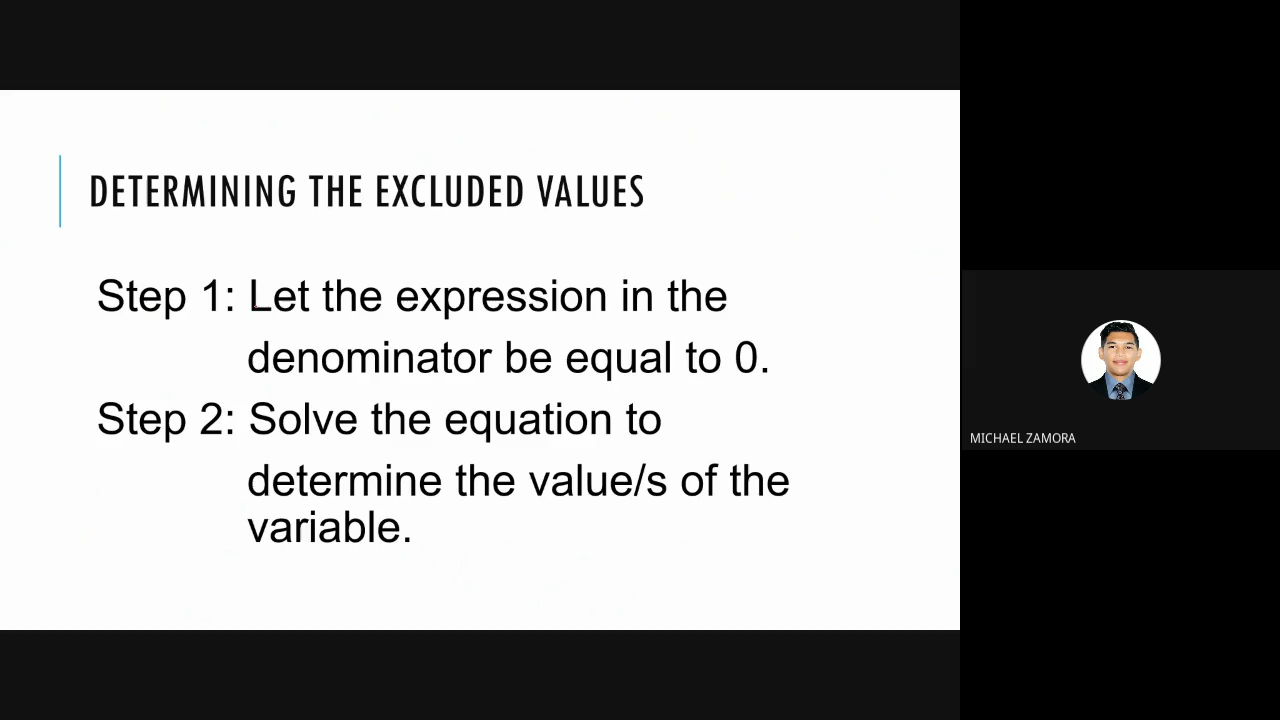 DETERMINING THE EXCLUDED VALUES
Step 1: Let the expression in the
denominator be equal to 0.
Step 2: Solve the equation to
determine the value/s of the
variable.
MICHAEL ZAMORA